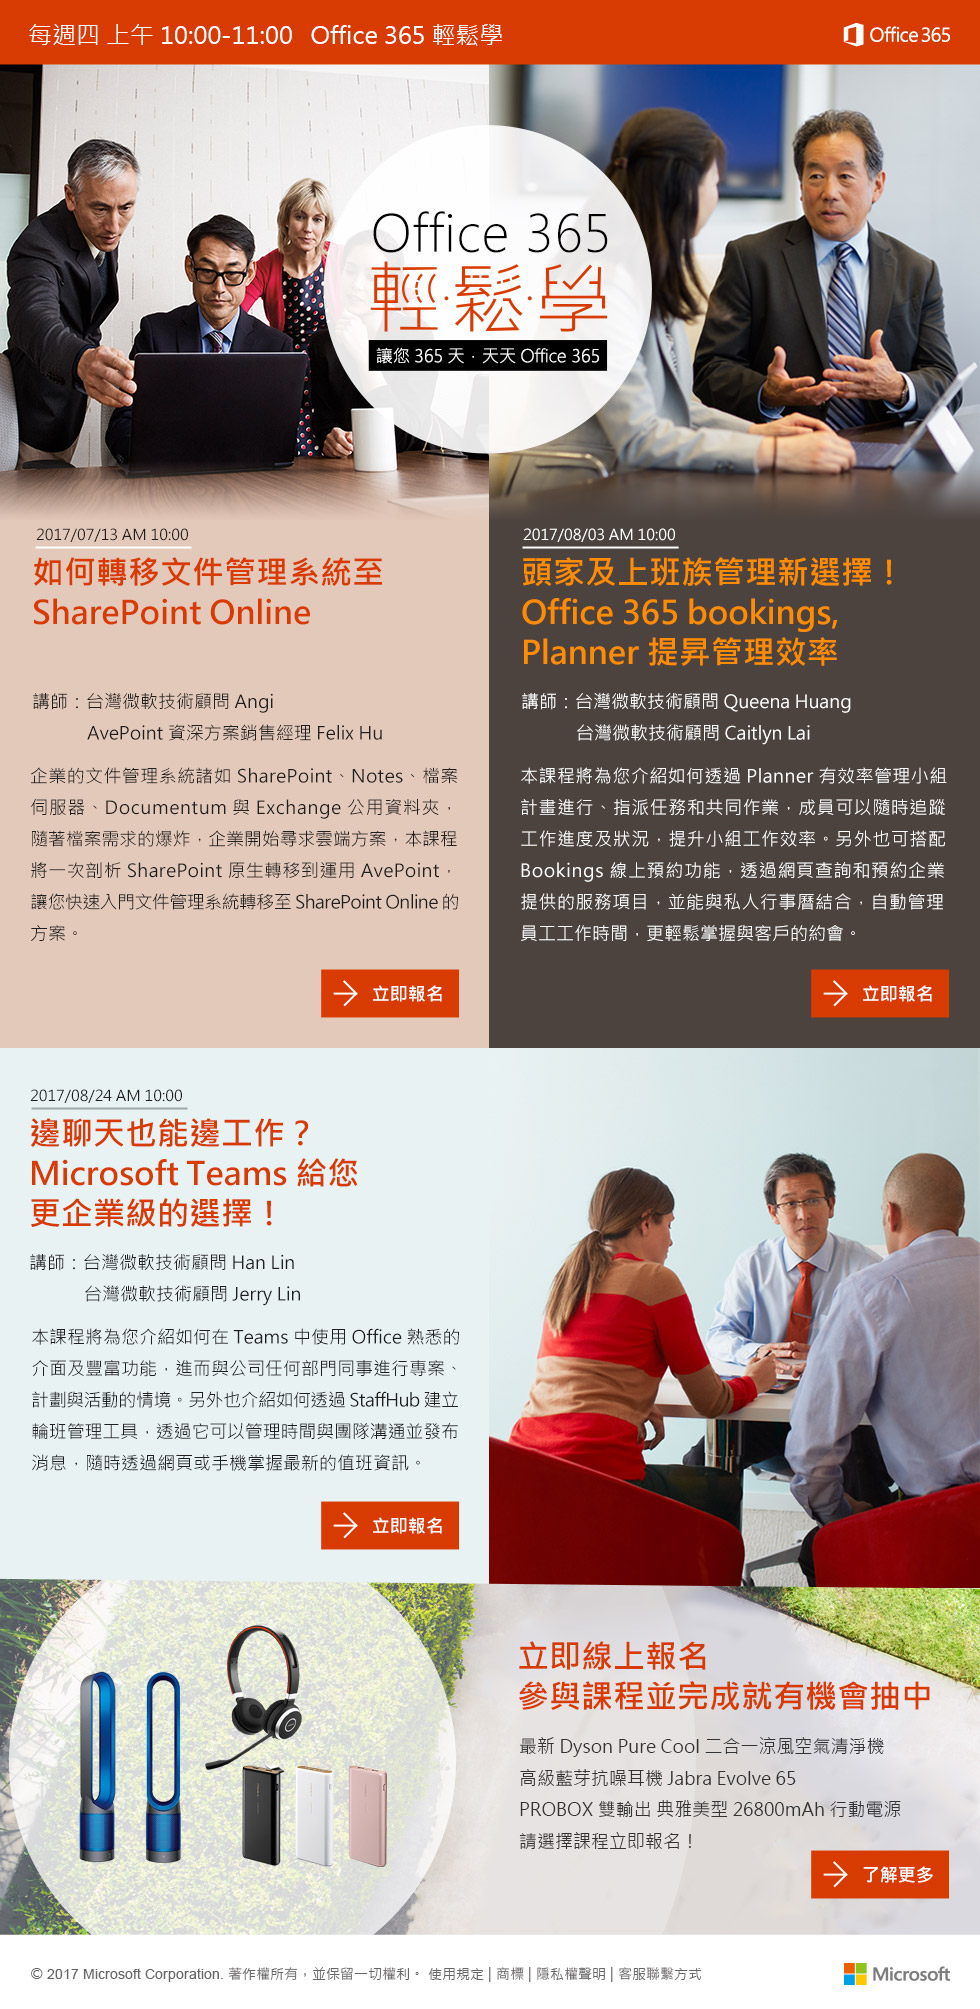 每週四 上午 10:00-11:00 Office 365 輕鬆學
Office 365
Office 365
輕·鬆·學
讓您 365 天 · 天天 Office 365
2017/07/13 AM 10:00
如何轉移文件管理系統至
SharePoint Online
講師：台灣微軟技術顧問 Angi
AvePoint 資深方案銷售經理 Felix Hu
企業的文件管理系統諸如 SharePoint、Notes、檔案
伺服器、Documentum 與 Exchange 公用資料夾，
隨著檔案需求的爆炸，企業開始尋求雲端方案，本課程
將一次剖析 SharePoint 原生轉移到運用 AvePoint，
讓您快速入門文件管理系統轉移至 SharePoint Online 的
方案。
立即報名
2017/08/03 AM 10:00
頭家及上班族管理新選擇！
Office 365 bookings,
Planner 提昇管理效率
講師：台灣微軟技術顧問 Queena Huang
台灣微軟技術顧問 Caitlyn Lai
本課程將為您介紹如何透過 Planner 有效率管理小組
計畫進行、指派任務和共同作業，成員可以隨時追蹤
工作進度及狀況，提升小組工作效率。另外也可搭配
Bookings 線上預約功能，透過網頁查詢和預約企業
提供的服務項目，並能與私人行事曆結合，自動管理
員工工作時間，更輕鬆掌握與客戶的約會。
立即報名
2017/08/24 AM 10:00
邊聊天也能邊工作？
Microsoft Teams 給您
更企業級的選擇！
講師：台灣微軟技術顧問 Han Lin
台灣微軟技術顧問 Jerry Lin
本課程將為您介紹如何在 Teams 中使用 Office 熟悉的
介面及豐富功能，進而與公司任何部門同事進行專案、
計劃與活動的情境。另外也介紹如何透過 StaffHub 建立
輪班管理工具，透過它可以管理時間與團隊溝通並發布
消息，隨時透過網頁或手機掌握最新的值班資訊。
立即報名
立即線上報名
參與課程並完成就有機會抽中
最新 Dyson Pure Cool 二合一涼風空氣清淨機
高級藍芽抗噪耳機 Jabra Evolve 65
PROBOX 雙輸出 典雅美型 26800mAh 行動電源
請選擇課程立即報名！
了解更多
© 2017 Microsoft Corporation. 著作權所有，並保留一切權利。 使用規定 | 商標 | 隱私權聲明 | 客服聯繫方式
Microsoft